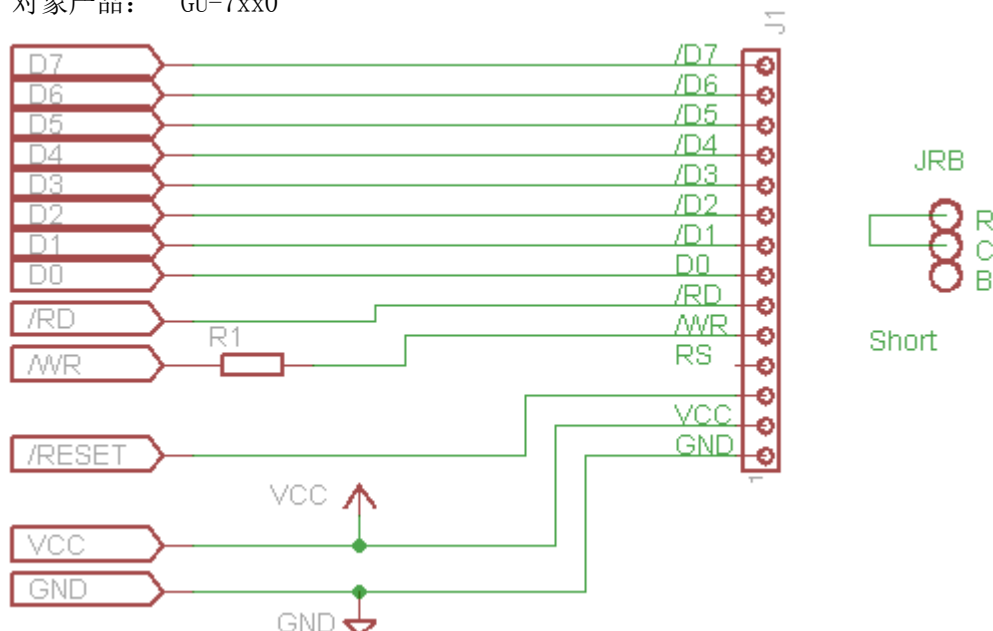 对象产品： GU-7xx0
J1
D7 /D7
D6 /D6
D5 /D5
D4 /D4
D3 /D3
D2 /D2
D1 /D1
D0 D0
/RD /RD
/WR R1 /WR
RS
/RESET
VCC
GND
1
VCC
VCC
GND
GND
JRB
R
C
B
Short